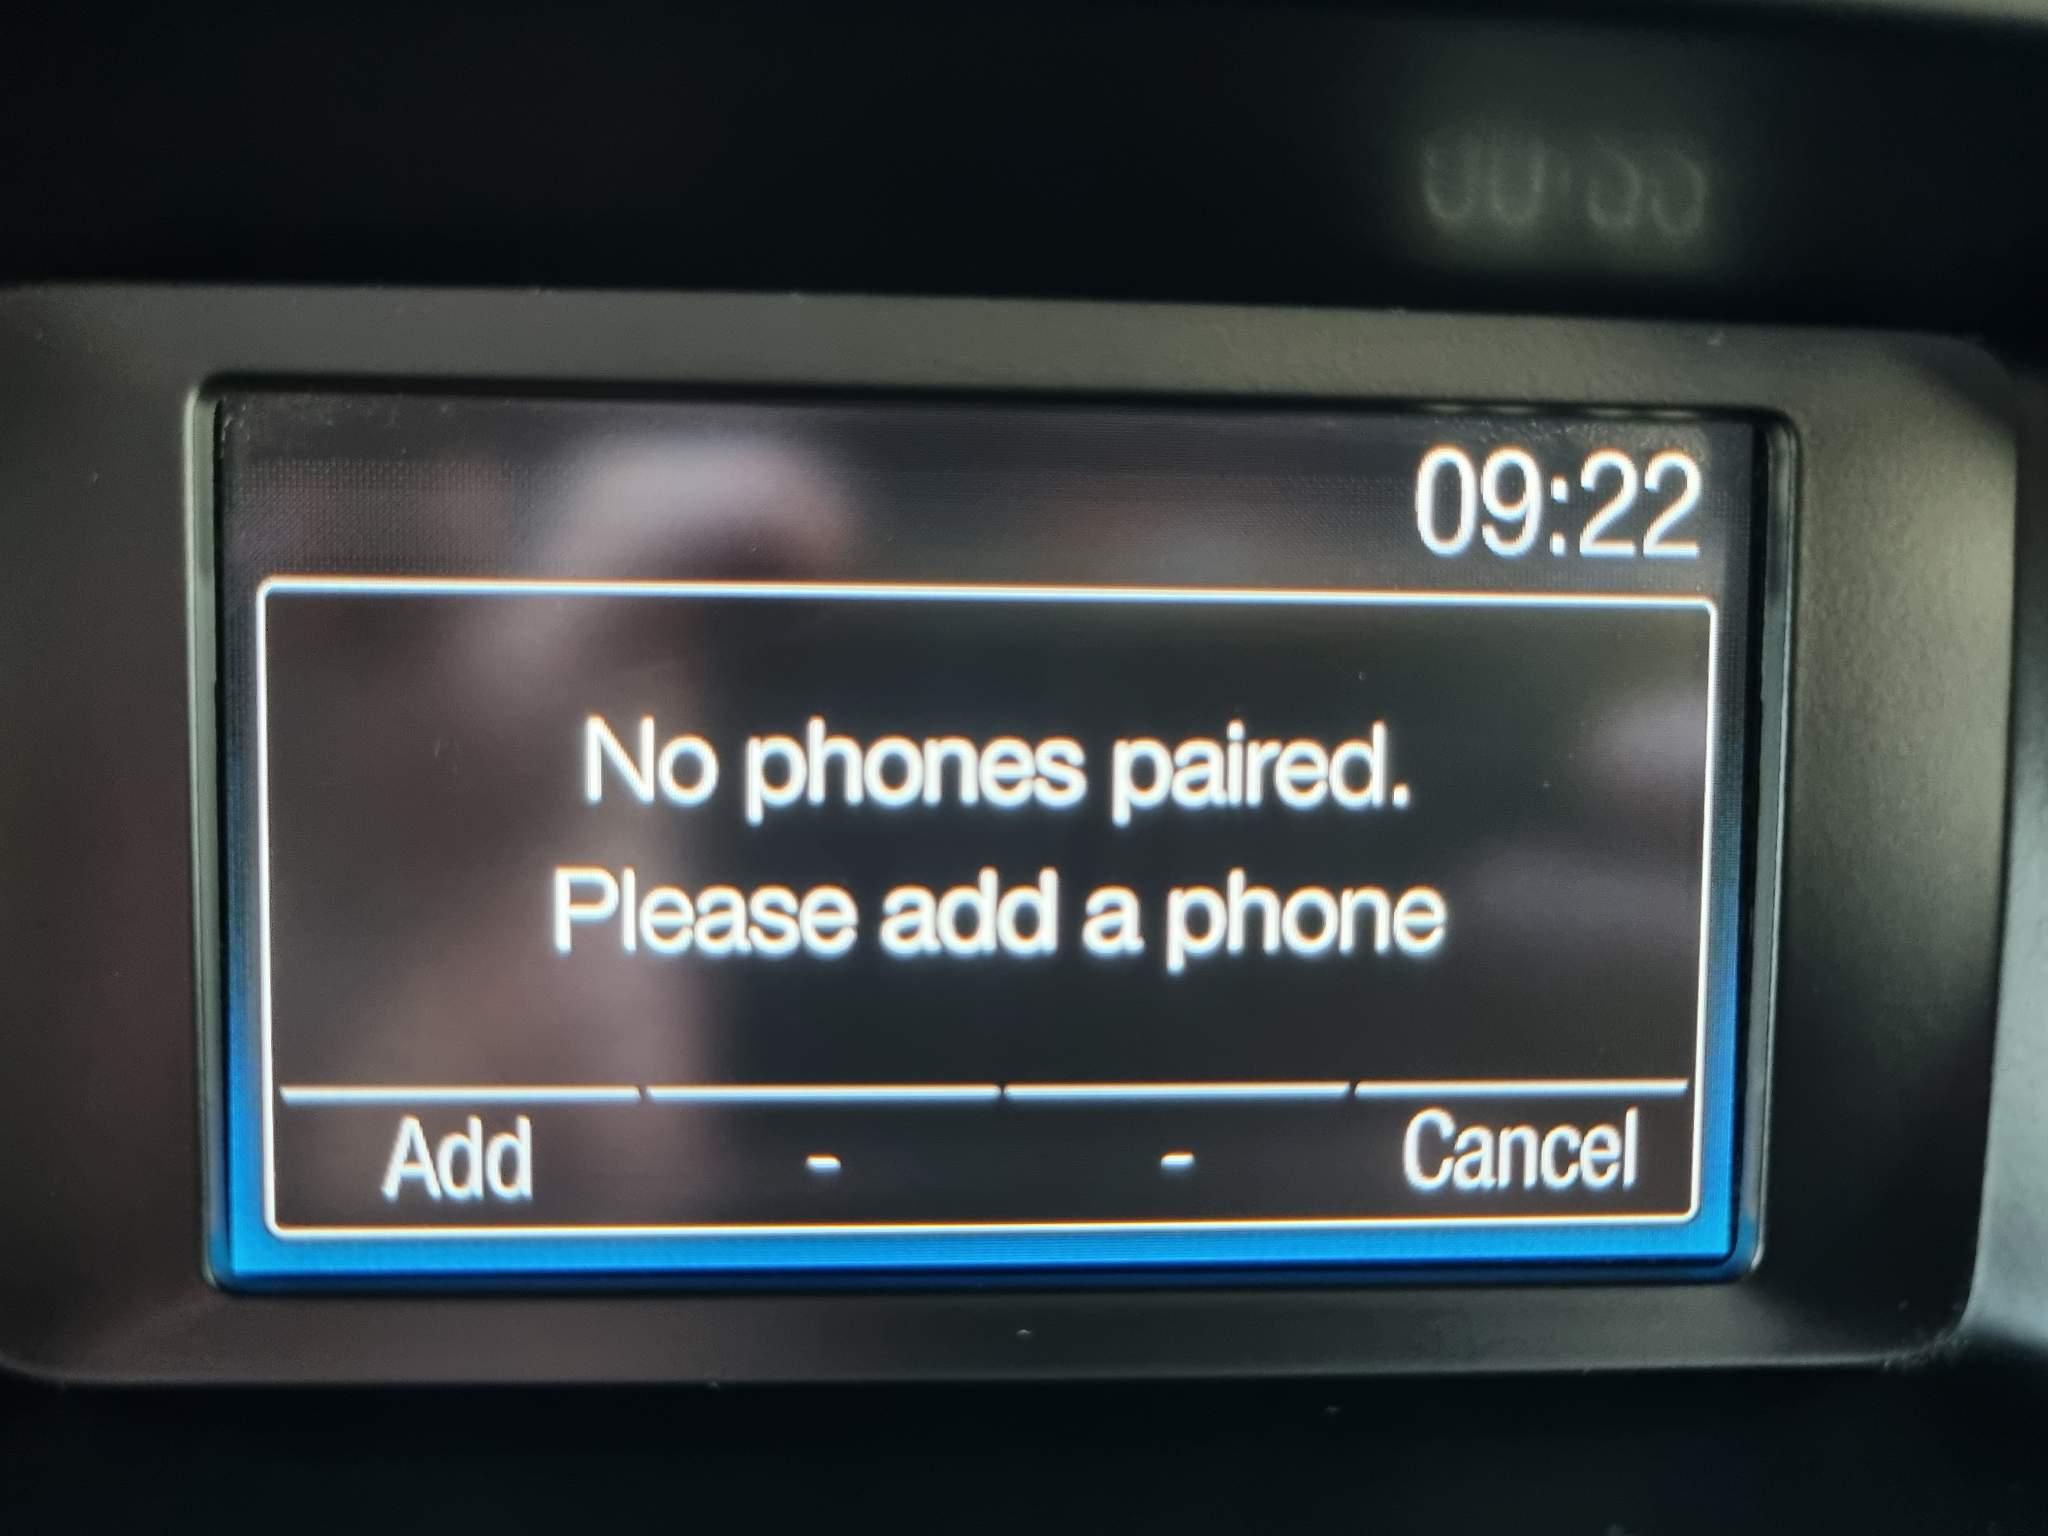 09:22
No phones paired.
Please add a phone
Add - - Cancel